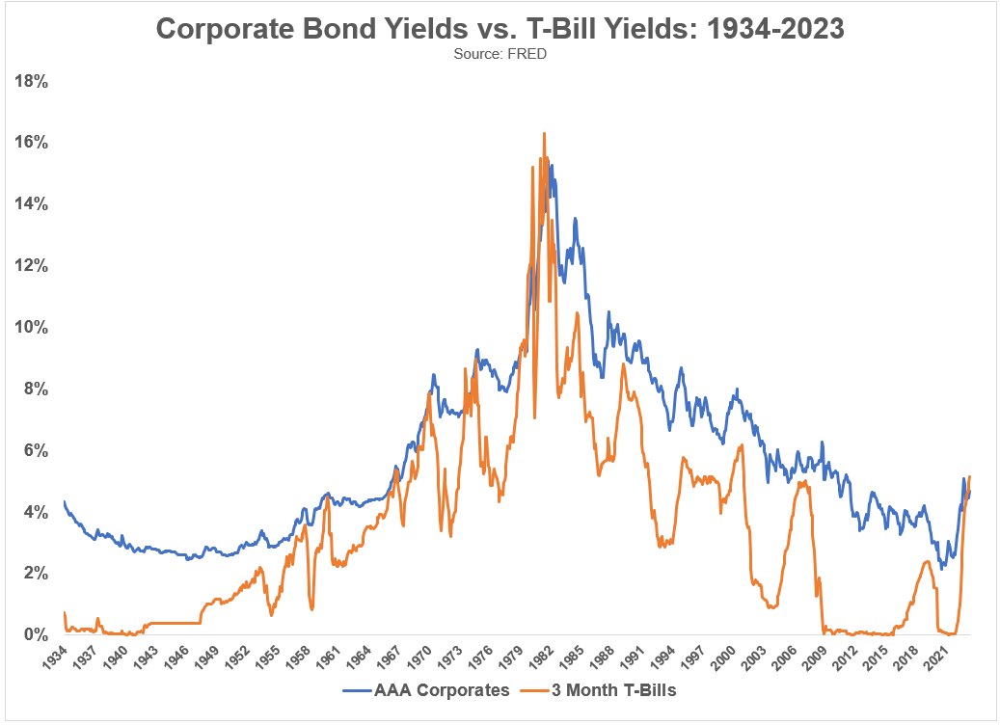 Corporate Bond Yields vs. T-Bill Yields: 1934-2023
Source: FRED
18%
16%
14%
12%
10%
8%
6%
4%
2%
0%
1934 1937 1940 1943 1946 1949 1952 1955 1958 1961 1964 1967 1970 1973 1976 1979 1982 1985 1988 1991 1994 1997 2000 2003 2006 2009 2012 2015 2018 2021
AAA Corporates 3 Month T-Bills